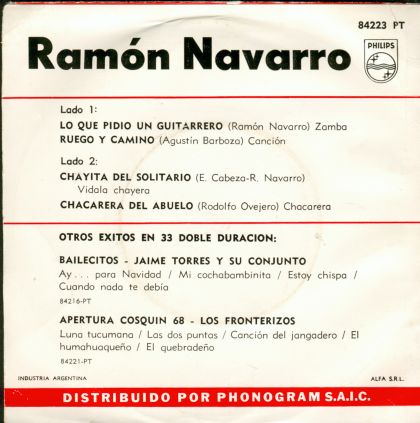 84223 PT
Ramón Navarro
PHILIPS
Lado 1:
LO QUE PIDIO UN GUITARRERO (Ramón Navarro) Zamba
RUEGO Y CAMINO (Agustín Barboza) Canción
Lado 2:
CHAYITA DEL SOLITARIO (E. Cabeza-R. Navarro)
Vidala chayera
CHACARERA DEL ABUELO (Rodolfo Ovejero) Chacarera
OTROS EXITOS EN 33 DOBLE DURACION:
BAILECITOS - JAIME TORRES Y SU CONJUNTO
Ay . . . para Navidad / Mi cochabambinita / Estoy chispa /
Cuando nada te debía
84216-PT
APERTURA COSQUIN 68 - LOS FRONTERIZOS
Luna tucumana / Las dos puntas / Canción del jangadero / El
humahuaqueño / El quebradeño
84221-PT
INDUSTRIA ARGENTINA
ALFA S.R.L.
DISTRIBUIDO POR PHONOGRAM S.A.I.C.